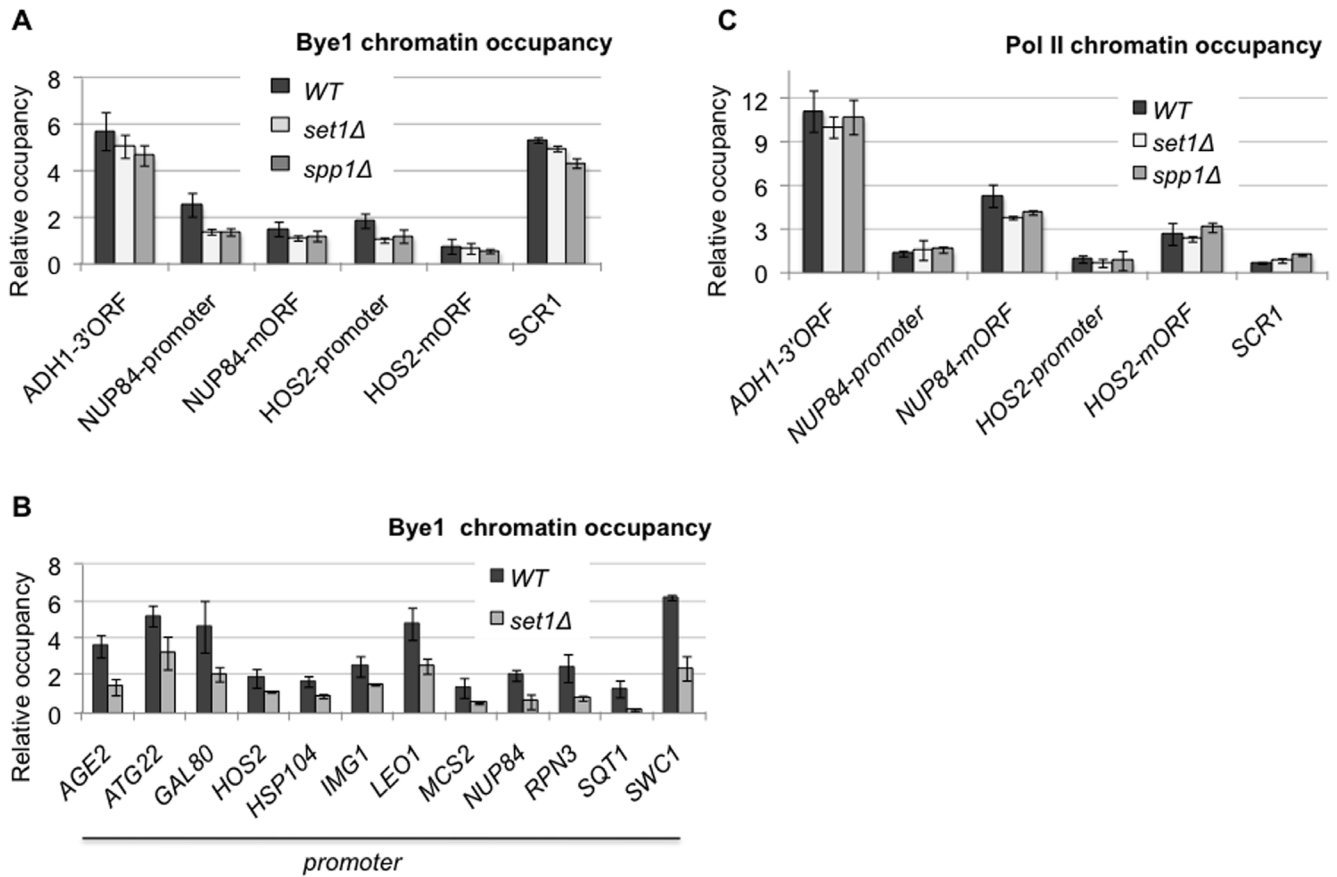 A
Bye1 chromatin occupancy
Relative occupancy
8
6
4
2
0
WT
set1Δ
spp1Δ
ADH1-3'ORF
NUP84-promoter
NUP84-mORF
HOS2-promoter
HOS2-mORF
SCR1
C
Pol II chromatin occupancy
Relative occupancy
12
9
6
3
0
WT
set1Δ
spp1Δ
ADH1-3'ORF
NUP84-promoter
NUP84-mORF
HOS2-promoter
HOS2-mORF
SCR1
B
Bye1 chromatin occupancy
Relative occupancy
8
6
4
2
0
WT
set1Δ
AGE2
ATG22
GAL80
HOS2
HSP104
IMG1
LEO1
MCS2
NUP84
RPN3
SQT1
SWC1
promoter